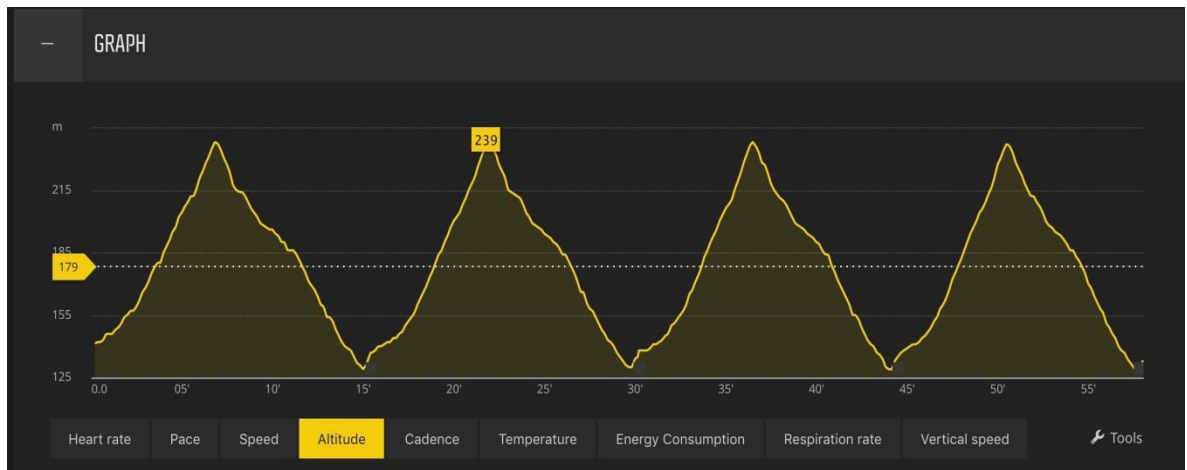 — GRAPH
m
239
215
185
179
155
125
0.0 05' 10' 15' 20' 25' 30' 35' 40' 45' 50' 55'
Heart rate Pace Speed Altitude Cadence Temperature Energy Consumption Respiration rate Vertical speed Tools